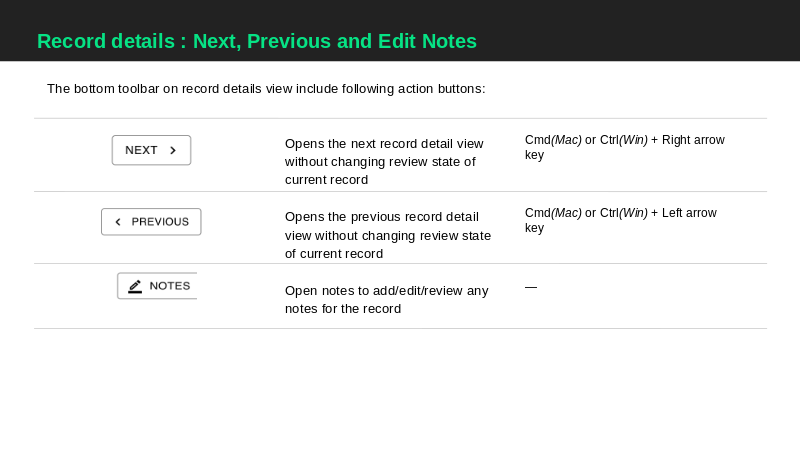 Record details : Next, Previous and Edit Notes
The bottom toolbar on record details view include following action buttons:
NEXT
Opens the next record detail view
without changing review state of
current record
Cmd(Mac) or Ctrl(Win) + Right arrow
key
PREVIOUS
Opens the previous record detail
view without changing review state
of current record
Cmd(Mac) or Ctrl(Win) + Left arrow
key
NOTES
Open notes to add/edit/review any
notes for the record
—